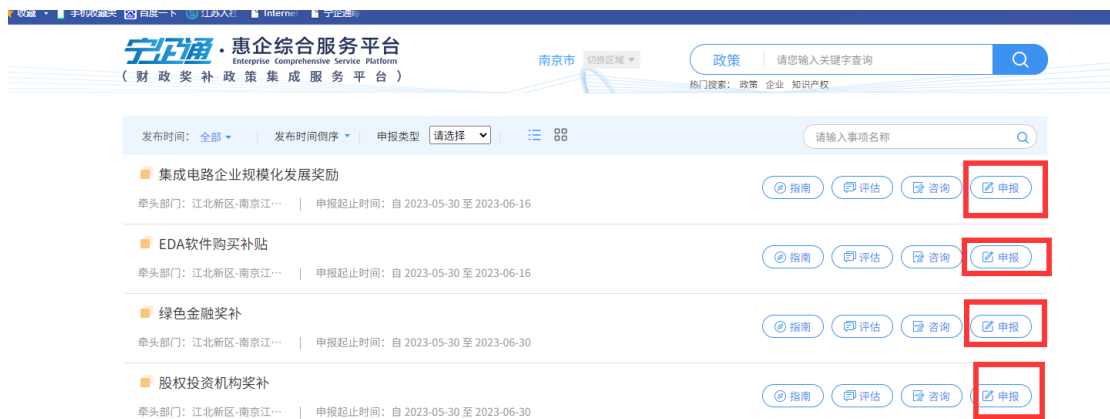 收藏 手机收藏夹 百度一下 江苏人社 Internet 宁企通
宁企通·惠企综合服务平台
Enterprise Comprehensive Service Platform
(财政奖补政策集成服务平台)
南京市 切换区域
政策 请您输入关键字查询
热门搜索: 政策 企业 知识产权
发布时间: 全部 发布时间倒序 申报类型 请选择 请输入事项名称
集成电路企业规模化发展奖励
指南 评估 咨询 申报
牵头部门: 江北新区-南京江… | 申报起止时间: 自 2023-05-30 至 2023-06-16
EDA软件购买补贴
指南 评估 咨询 申报
牵头部门: 江北新区-南京江… | 申报起止时间: 自 2023-05-30 至 2023-06-16
绿色金融奖补
指南 评估 咨询 申报
牵头部门: 江北新区-南京江… | 申报起止时间: 自 2023-05-30 至 2023-06-30
股权投资机构奖补
指南 评估 咨询 申报
牵头部门: 江北新区-南京江… | 申报起止时间: 自 2023-05-30 至 2023-06-30